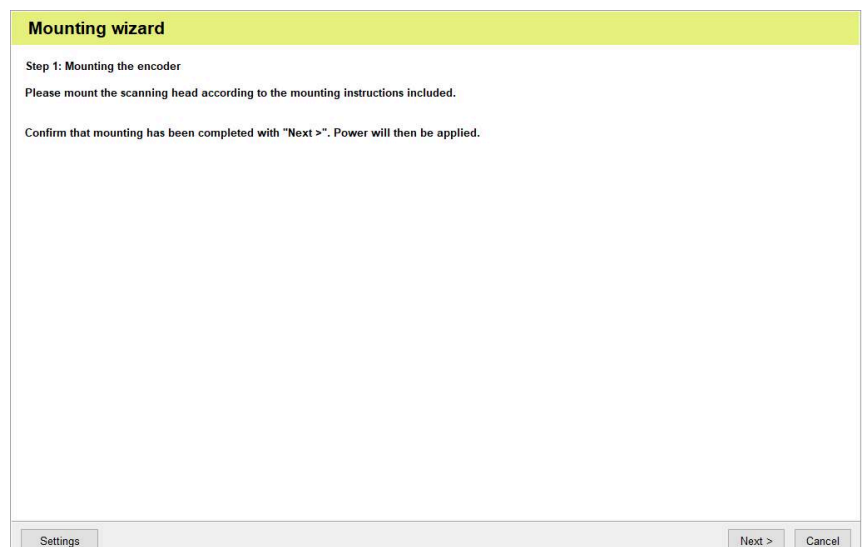 Mounting wizard
Step 1: Mounting the encoder
Please mount the scanning head according to the mounting instructions included.
Confirm that mounting has been completed with "Next >". Power will then be applied.
Settings
Next >
Cancel